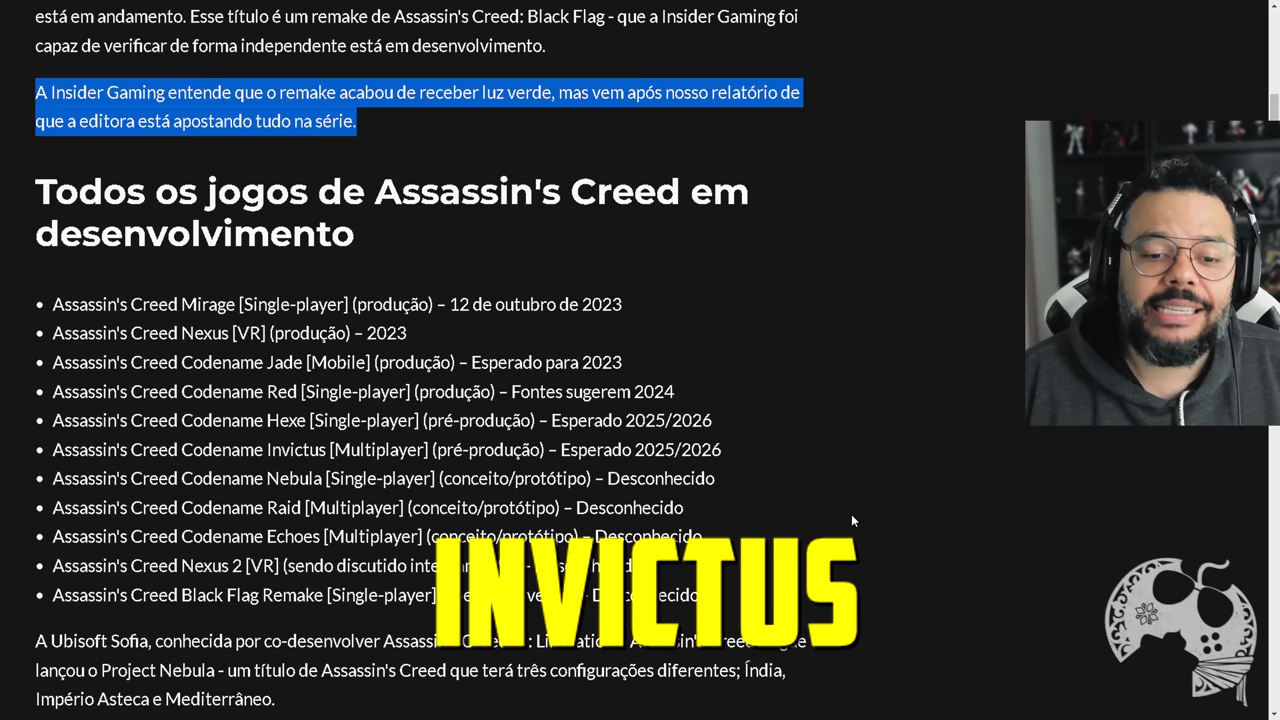 está em andamento. Esse título é um remake de Assassin's Creed: Black Flag - que a Insider Gaming foi
capaz de verificar de forma independente está em desenvolvimento.
A Insider Gaming entende que o remake acabou de receber luz verde, mas vem após nosso relatório de
que a editora está apostando tudo na série.
Todos os jogos de Assassin's Creed em
desenvolvimento
• Assassin's Creed Mirage [Single-player] (produção) – 12 de outubro de 2023
• Assassin's Creed Nexus [VR] (produção) – 2023
• Assassin's Creed Codename Jade [Mobile] (produção) – Esperado para 2023
• Assassin's Creed Codename Red [Single-player] (produção) – Fontes sugerem 2024
• Assassin's Creed Codename Hexe [Single-player] (pré-produção) – Esperado 2025/2026
• Assassin's Creed Codename Invictus [Multiplayer] (pré-produção) – Esperado 2025/2026
• Assassin's Creed Codename Nebula [Single-player] (conceito/protótipo) – Desconhecido
• Assassin's Creed Codename Raid [Multiplayer] (conceito/protótipo) – Desconhecido
• Assassin's Creed Codename Echoes [Multiplayer] (conceito/protótipo) – Desconhecido
• Assassin's Creed Nexus 2 [VR] (sendo discutido
• Assassin's Creed Black Flag Remake [Single-player]
INVICTUS
A Ubisoft Sofia, conhecida por co-desenvolver
lançou o Project Nebula - um título de Assassin's Creed que terá três configurações diferentes; Índia,
Império Asteca e Mediterrâneo.